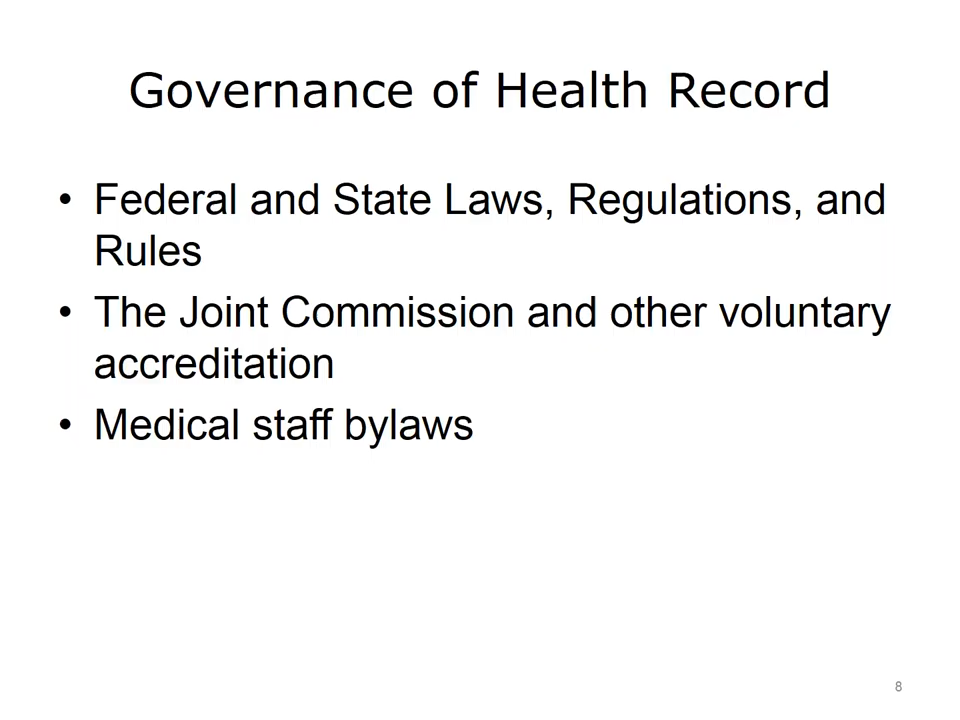 Governance of Health Record
• Federal and State Laws, Regulations, and
Rules
• The Joint Commission and other voluntary
accreditation
• Medical staff bylaws
8